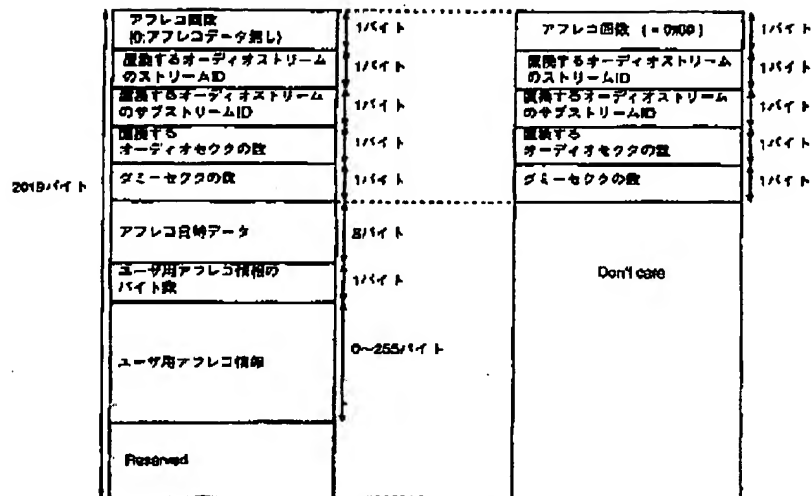 アフレコ回数
(0;アフレコデータ無し)
1バイト
置換するオーディオストリーム
のストリームID
1バイト
置換するオーディオストリーム
のサブストリームID
1バイト
置換する
オーディオセクタの数
1バイト
ダミーセクタの数
1バイト
2019バイト
アフレコ日時データ
8バイト
ユーザ用アフレコ情報の
バイト数
1バイト
ユーザ用アフレコ情報
0~255バイト
Reserved
アフレコ回数 (=0x00)
1バイト
置換するオーディオストリーム
のストリームID
1バイト
置換するオーディオストリーム
のサブストリームID
1バイト
置換する
オーディオセクタの数
1バイト
ダミーセクタの数
1バイト
Don't care